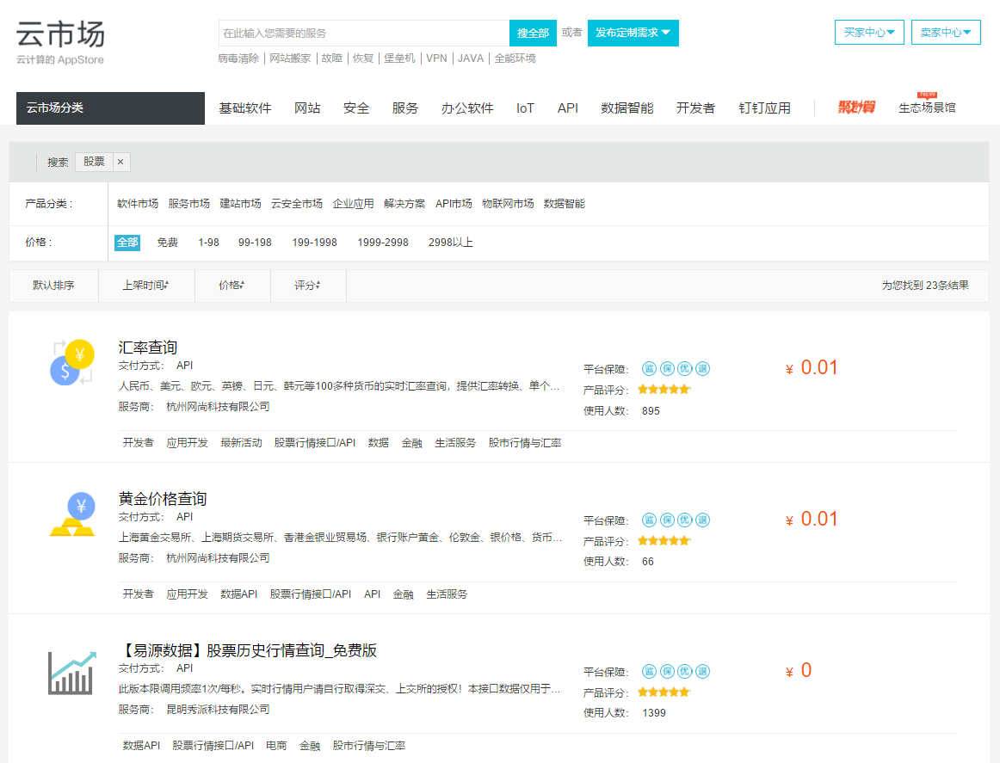 云市场
云计算的 AppStore
在此输入您需要的服务 搜全部 或者 发布定制需求
买家中心 卖家中心
病毒清除 网站搬家 故障 恢复 堡垒机 VPN JAVA 全能环境
NEW
云市场分类 基础软件 网站 安全 服务 办公软件 IoT API 数据智能 开发者 钉钉应用 聚划算 生态场景馆
搜索 股票 ×
产品分类 : 软件市场 服务市场 建站市场 云安全市场 企业应用 解决方案 API市场 物联网市场 数据智能
价格 : 全部 免费 1-98 99-198 199-1998 1999-2998 2998以上
默认排序 上架时间 价格 评分 为您找到 23条结果
汇率查询
交付方式： API
人民币、美元、欧元、英镑、日元、韩元等100多种货币的实时汇率查询，提供汇率转换、单个...
服务商： 杭州网尚科技有限公司
平台保障： 监 保 优 退
产品评分：
使用人数： 895
¥ 0.01
开发者 应用开发 最新活动 股票行情接口/API 数据 金融 生活服务 股市行情与汇率
黄金价格查询
交付方式： API
上海黄金交易所、上海期货交易所、香港金银业贸易场、银行账户黄金、伦敦金、银价格、货币...
服务商： 杭州网尚科技有限公司
平台保障： 监 保 优 退
产品评分：
使用人数： 66
¥ 0.01
开发者 应用开发 数据API 股票行情接口/API API 金融 生活服务
【易源数据】股票历史行情查询_免费版
交付方式： API
此版本限调用频率1次/每秒。实时行情用户请自行取得深交、上交所的授权！本接口数据仅用于...
服务商： 昆明秀派科技有限公司
平台保障： 监 保 优 退
产品评分：
使用人数： 1399
¥ 0
数据API 股票行情接口/API 电商 金融 股市行情与汇率